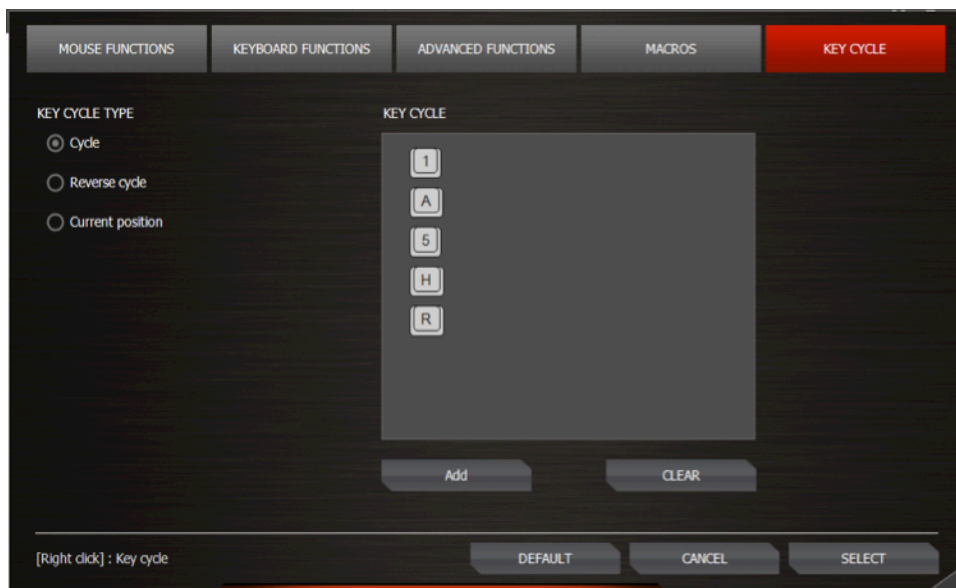 MOUSE FUNCTIONS
KEYBOARD FUNCTIONS
ADVANCED FUNCTIONS
MACROS
KEY CYCLE
KEY CYCLE TYPE
Cycle
Reverse cycle
Current position
KEY CYCLE
1
A
5
H
R
Add
CLEAR
[Right click] : Key cycle
DEFAULT
CANCEL
SELECT